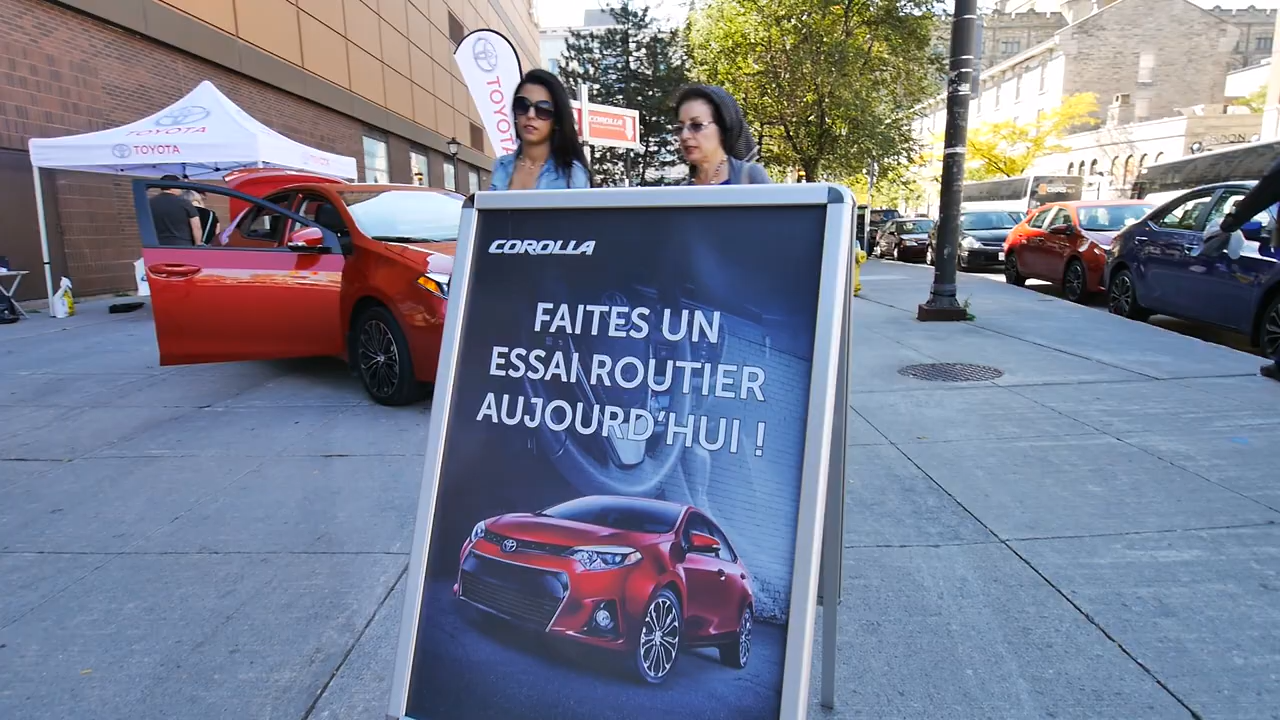 COROLLA
FAITES UN
ESSAI ROUTIER
AUJOURD'HUI !
TOYOTA
TOYOTA
TOYOTA
COROLLA